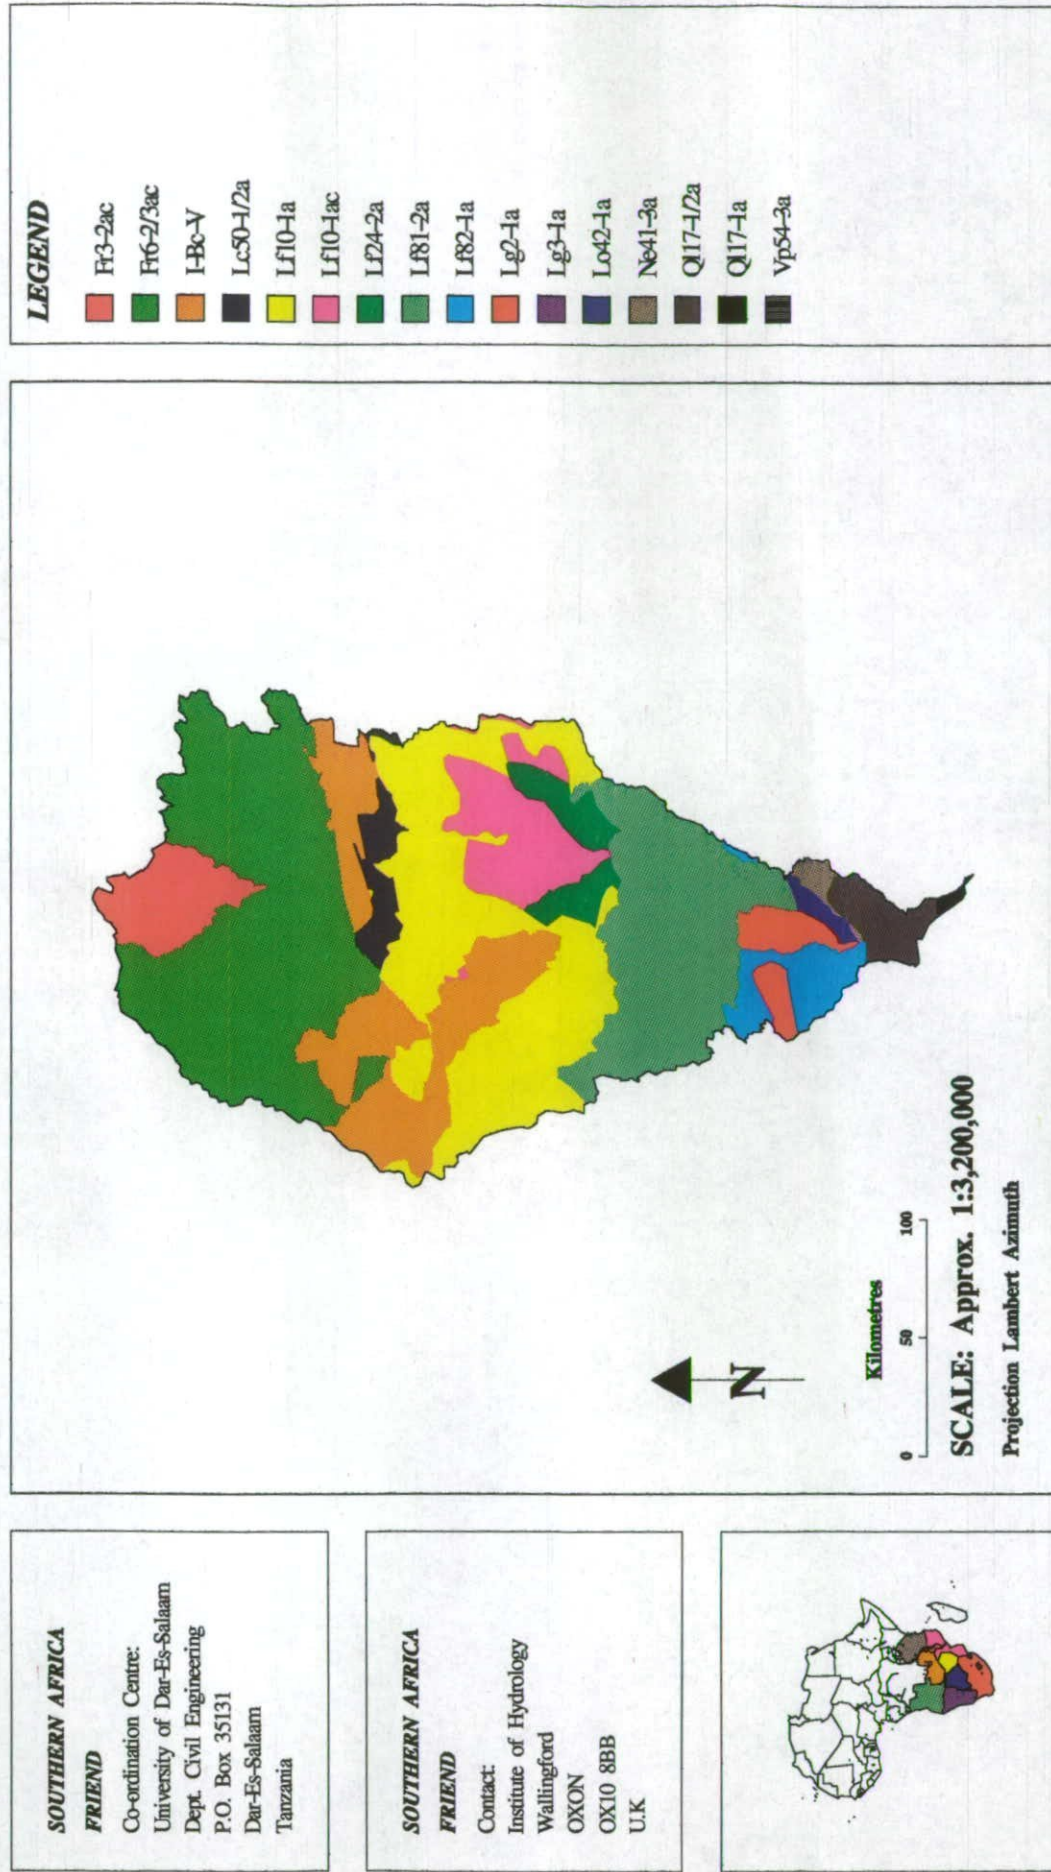 SOUTHERN AFRICA
FRIEND
Co-ordination Centre:
University of Dar-Es-Salaam
Dept. Civil Engineering
P.O. Box 35131
Dar-Es-Salaam
Tanzania
SOUTHERN AFRICA
FRIEND
Contact:
Institute of Hydrology
Wallingford
OXON
OX10 8BB
U.K
N
Kilometres
0 50 100
SCALE: Approx. 1:3,200,000
Projection Lambert Azimuth
LEGEND
Fr3-2ac
Fr6-2/3ac
I-Bc-V
Lc50-1/2a
Lf10-1a
Lf10-1ac
Lf24-2a
Lf81-2a
Lf82-1a
Lg2-1a
Lg3-1a
Lo42-1a
Ne41-3a
Ql17-1/2a
Ql17-1a
Vp54-3a